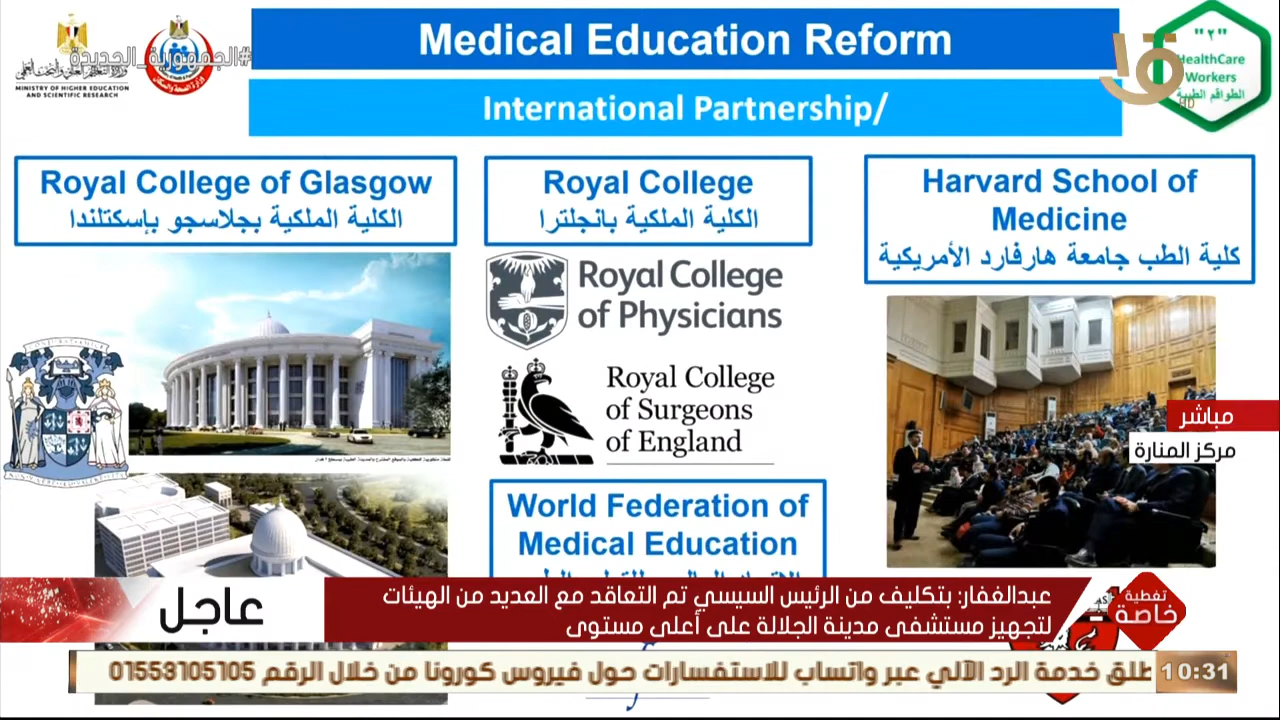 #الجمهورية_الجديدة
MINISTRY OF HIGHER EDUCATION
AND SCIENTIFIC RESEARCH
Medical Education Reform
International Partnership/
"٢"
HealthCare
Workers
الطواقم الطبية
HD
Royal College of Glasgow
الكلية الملكية بجلاسجو بإسكتلندا
Royal College
الكلية الملكية بانجلترا
Royal College
of Physicians
Royal College
of Surgeons
of England
World Federation of
Medical Education
Harvard School of
Medicine
كلية الطب جامعة هارفارد الأمريكية
مباشر
مركز المنارة
عاجل
عبدالغفار: بتكليف من الرئيس السيسي تم التعاقد مع العديد من الهيئات
لتجهيز مستشفى مدينة الجلالة على أعلى مستوى
تغطية
خاصة
طلق خدمة الرد الآلي عبر واتساب للاستفسارات حول فيروس كورونا من خلال الرقم 01553105105
10:31